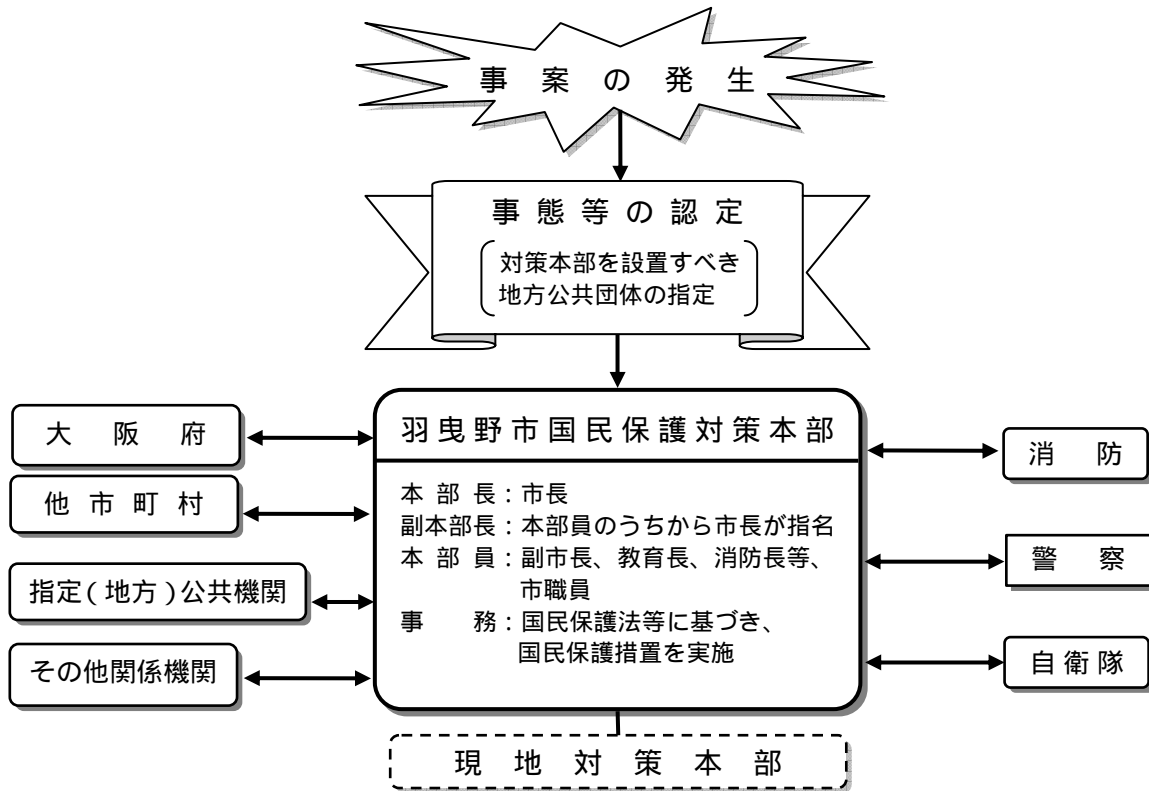 事案の発生
事態等の認定
対策本部を設置すべき
地方公共団体の指定
羽曳野市国民保護対策本部
本部長：市長
副本部長：本部員のうちから市長が指名
本部員：副市長、教育長、消防長等、
市職員
事務：国民保護法等に基づき、
国民保護措置を実施
大阪府
他市町村
指定(地方)公共機関
その他関係機関
消防
警察
自衛隊
現地対策本部